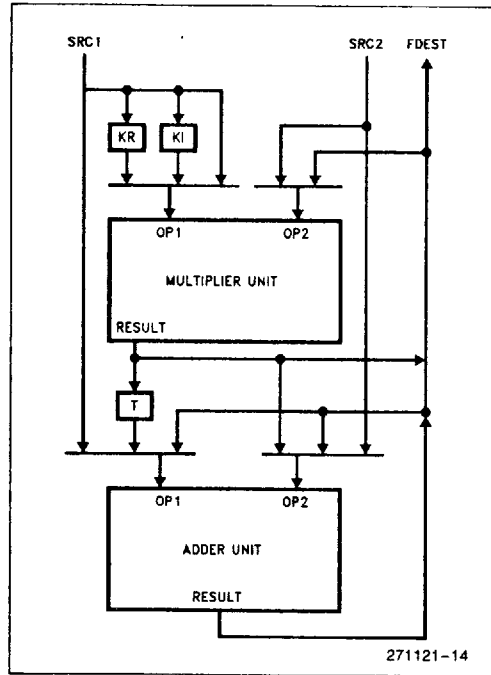 SRC1 SRC2 FDEST
KR KI
OP1 OP2
MULTIPLIER UNIT
RESULT
T
OP1 OP2
ADDER UNIT
RESULT
271121-14